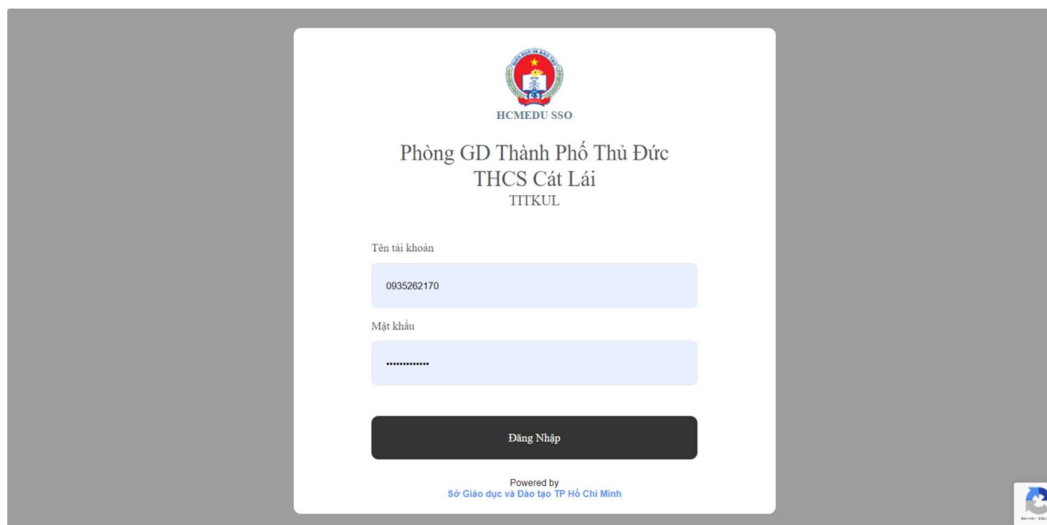 HCMEDU SSO
Phòng GD Thành Phố Thủ Đức
THCS Cát Lái
TITKUL
Tên tài khoản
0935262170
Mật khẩu
•••••••••••••
Đăng Nhập
Powered by
Sở Giáo dục và Đào tạo TP Hồ Chí Minh